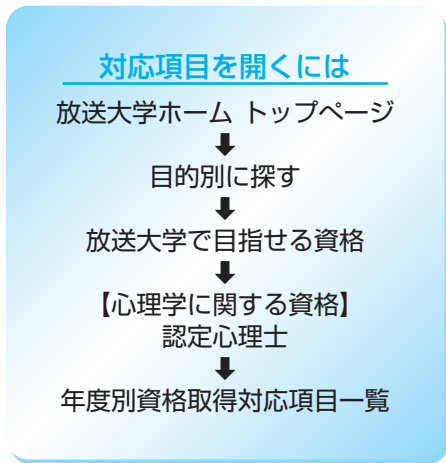 対応項目を開くには
放送大学ホーム トップページ
⬇
目的別に探す
⬇
放送大学で目指せる資格
⬇
【心理学に関する資格】
認定心理士
⬇
年度別資格取得対応項目一覧